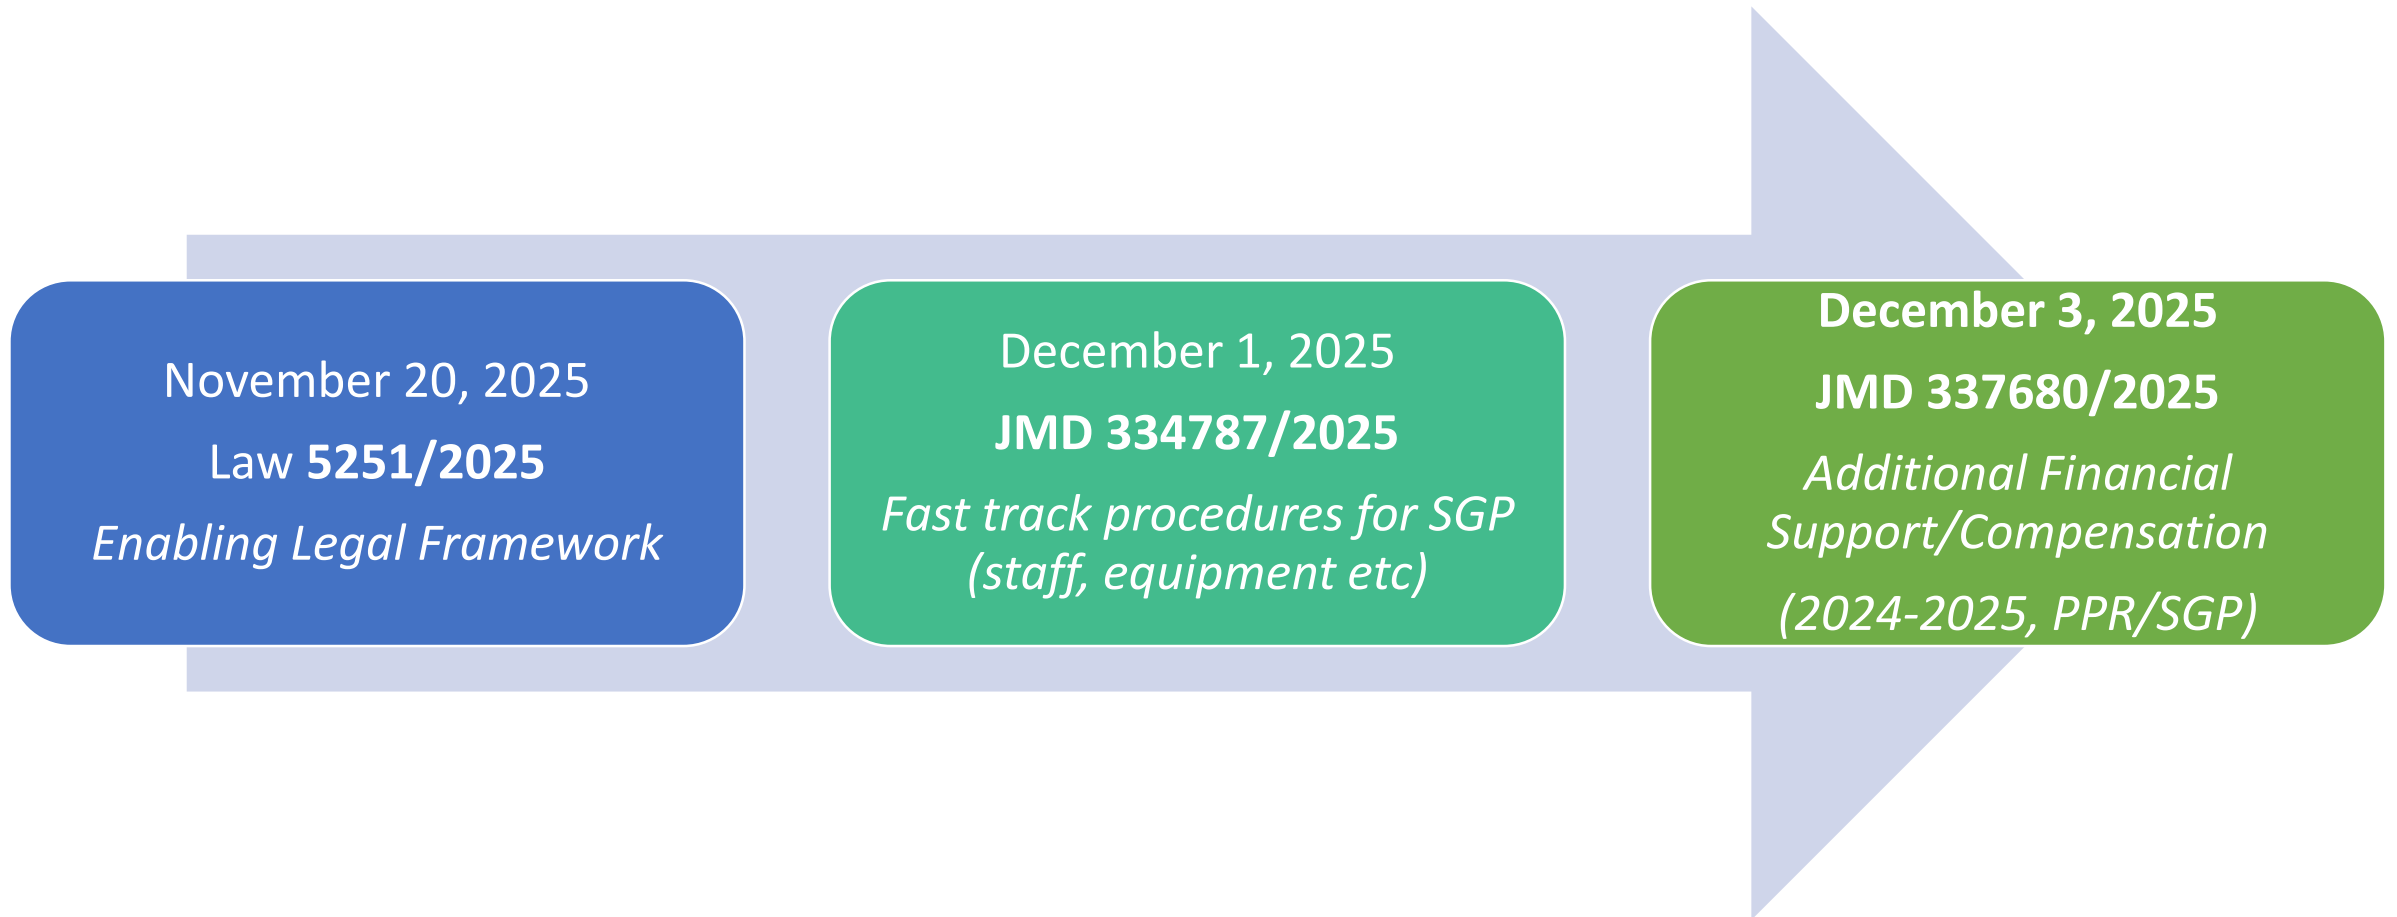 November 20, 2025
Law 5251/2025
Enabling Legal Framework
December 1, 2025
JMD 334787/2025
Fast track procedures for SGP
(staff, equipment etc)
December 3, 2025
JMD 337680/2025
Additional Financial
Support/Compensation
(2024-2025, PPR/SGP)